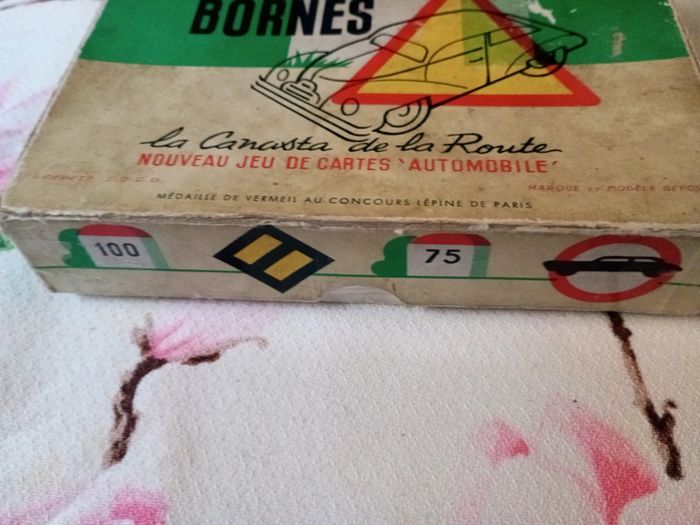 BORNES
la Canasta de la Route
NOUVEAU JEU DE CARTES 'AUTOMOBILE'
MARQUE et MODÈLE DÉPOS
MÉDAILLE DE VERMEIL AU CONCOURS LÉPINE DE PARIS
100
75